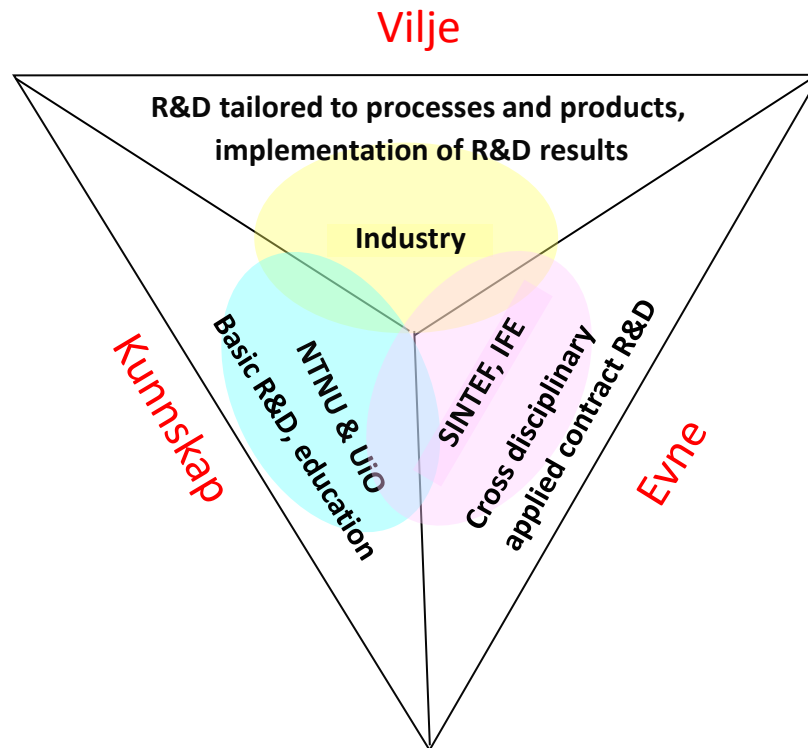 Vilje
R&D tailored to processes and products,
implementation of R&D results
Industry
Kunnskap
Basic R&D, education
NTNU & UiO
SINTEF, IFE
Cross disciplinary
applied contract R&D
Evne